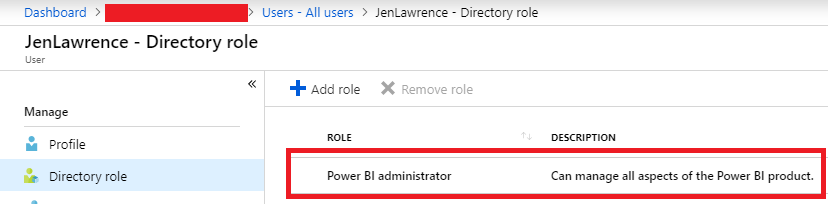 Dashboard > > Users - All users > JenLawrence - Directory role
JenLawrence - Directory role
User
«
+ Add role ✖ Remove role
Manage
ROLE ↑↓ DESCRIPTION
Profile
Power BI administrator Can manage all aspects of the Power BI product.
Directory role